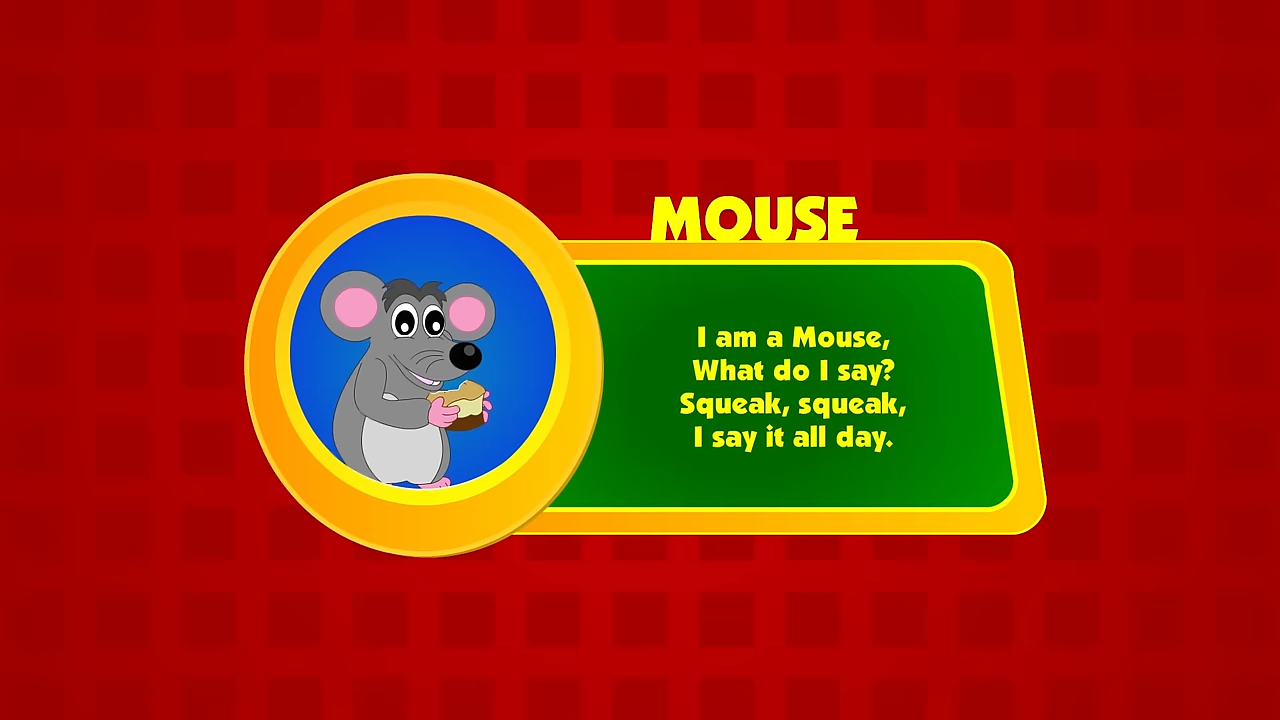 MOUSE
I am a Mouse,
What do I say?
Squeak, squeak,
I say it all day.